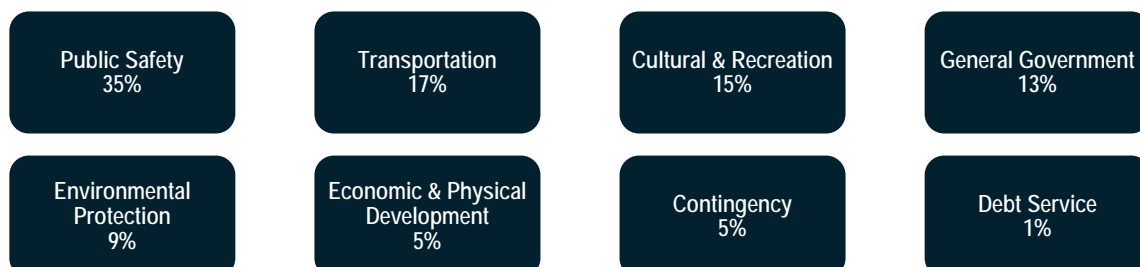 Public Safety
35%
Transportation
17%
Cultural & Recreation
15%
General Government
13%
Environmental
Protection
9%
Economic & Physical
Development
5%
Contingency
5%
Debt Service
1%